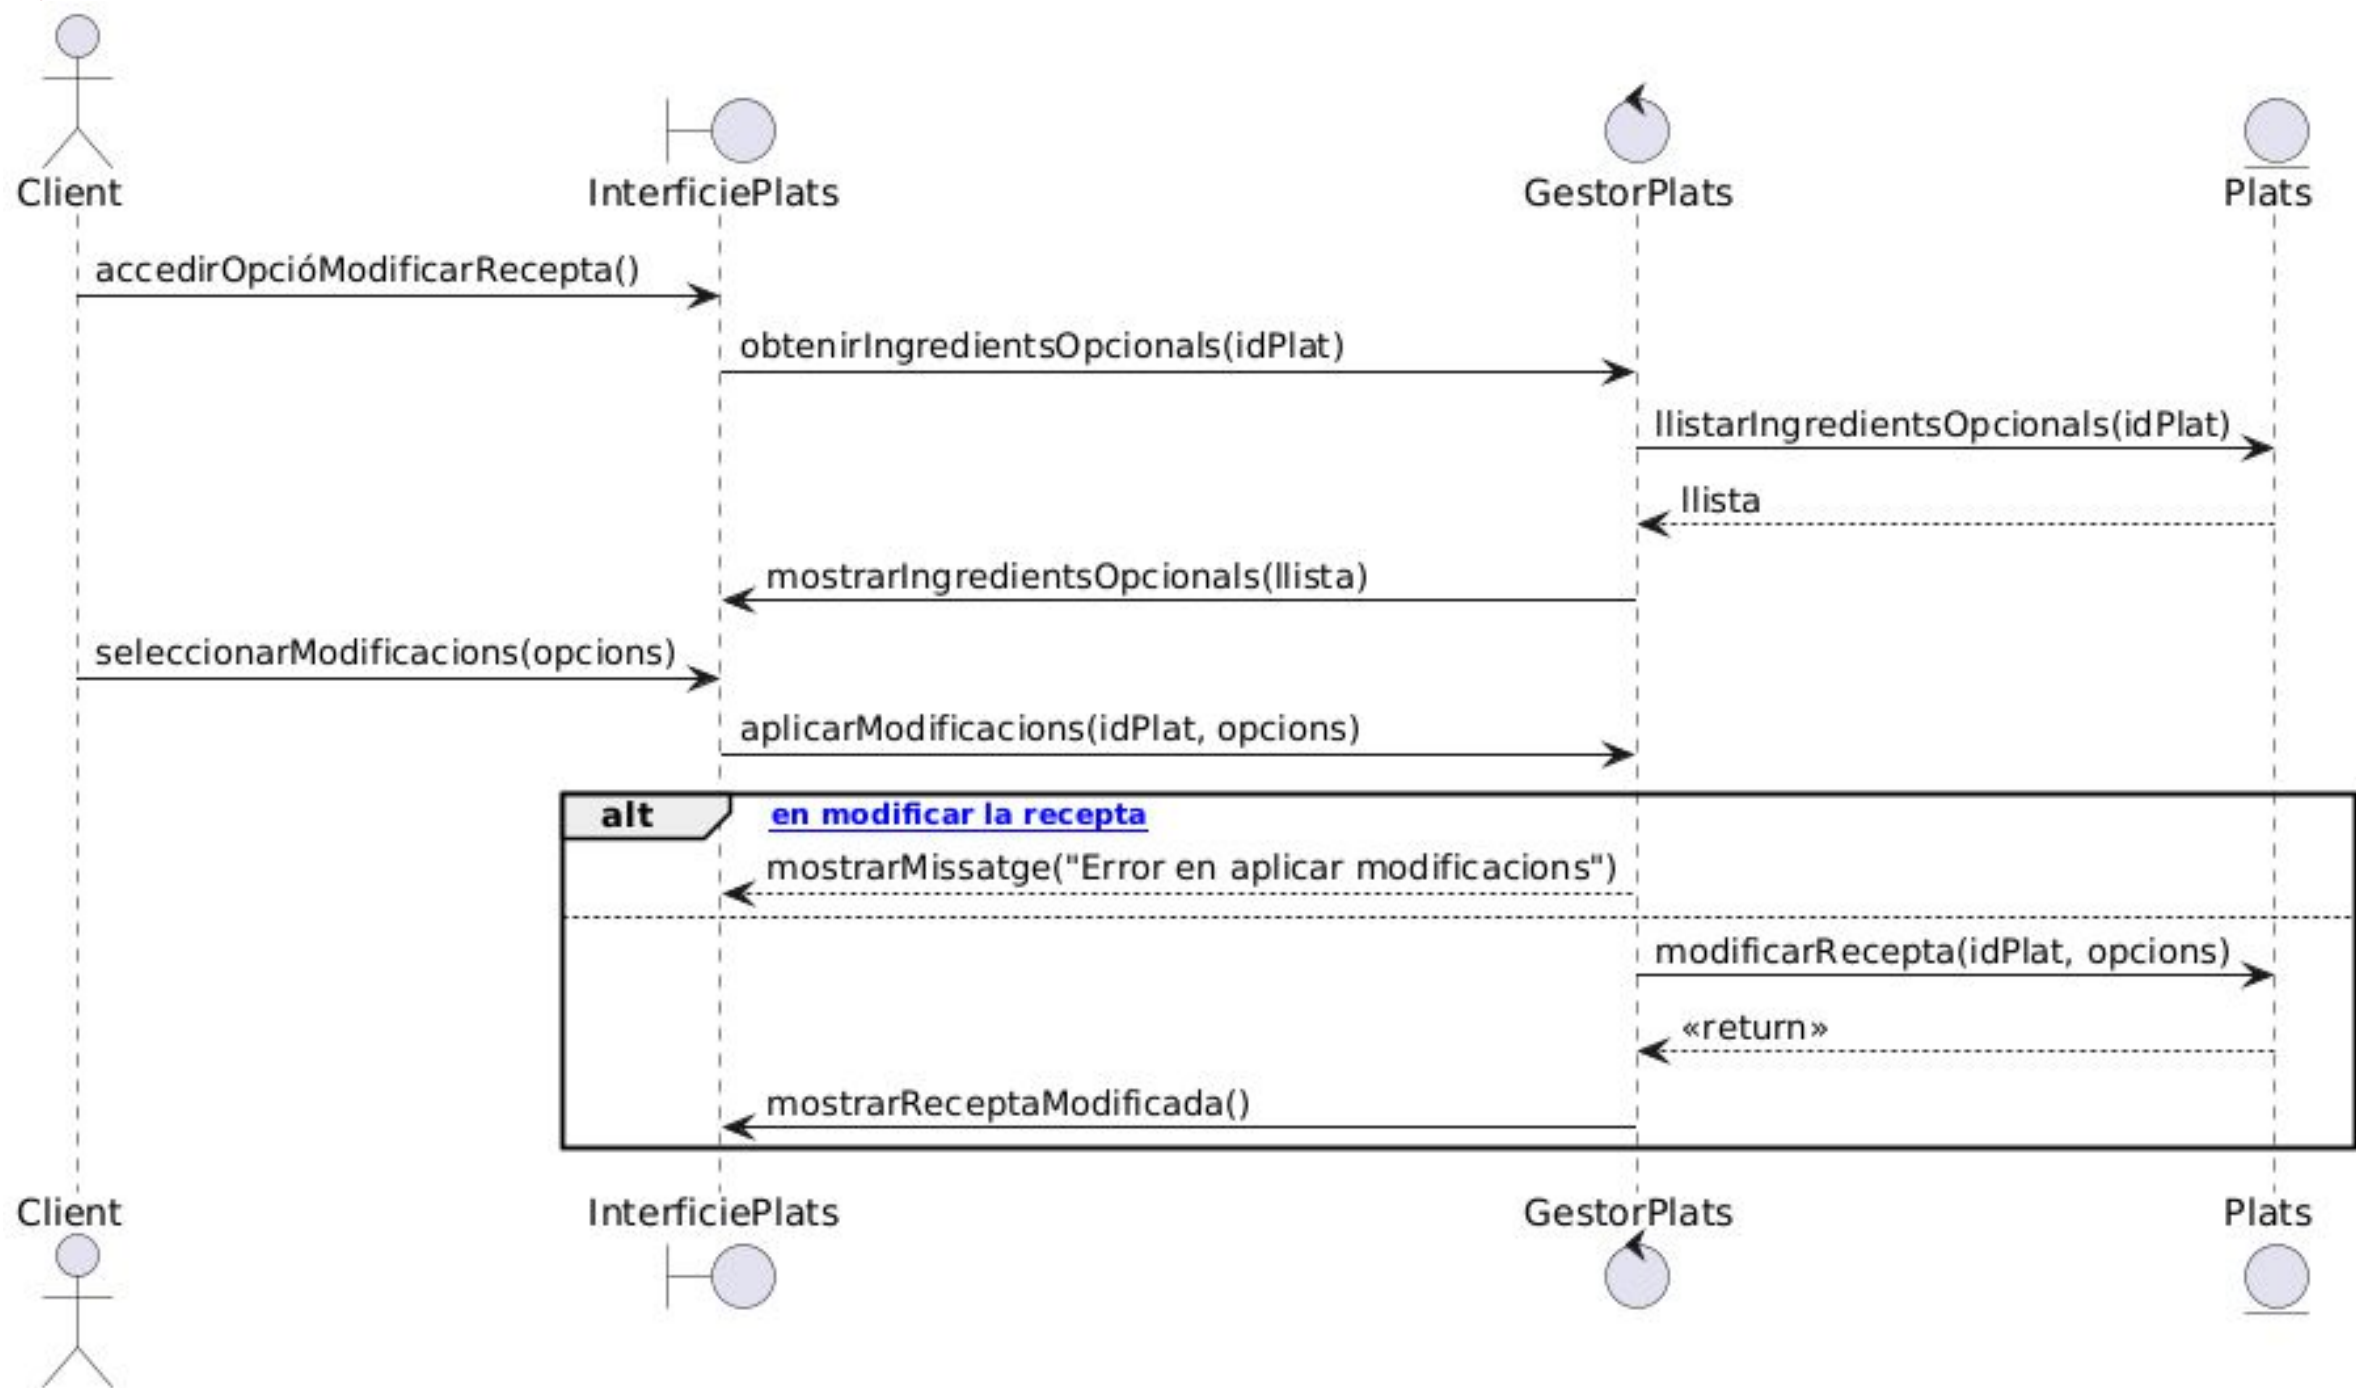 Client
InterficiePlats
GestorPlats
Plats
accedirOpcióModificarRecepta()
obtenirIngredientsOpcionals(idPlat)
llistarIngredientsOpcionals(idPlat)
llista
mostrarIngredientsOpcionals(llista)
seleccionarModificacions(opcions)
aplicarModificacions(idPlat, opcions)
alt
en modificar la recepta
mostrarMissatge("Error en aplicar modificacions")
modificarRecepta(idPlat, opcions)
«return»
mostrarReceptaModificada()
Client
InterficiePlats
GestorPlats
Plats